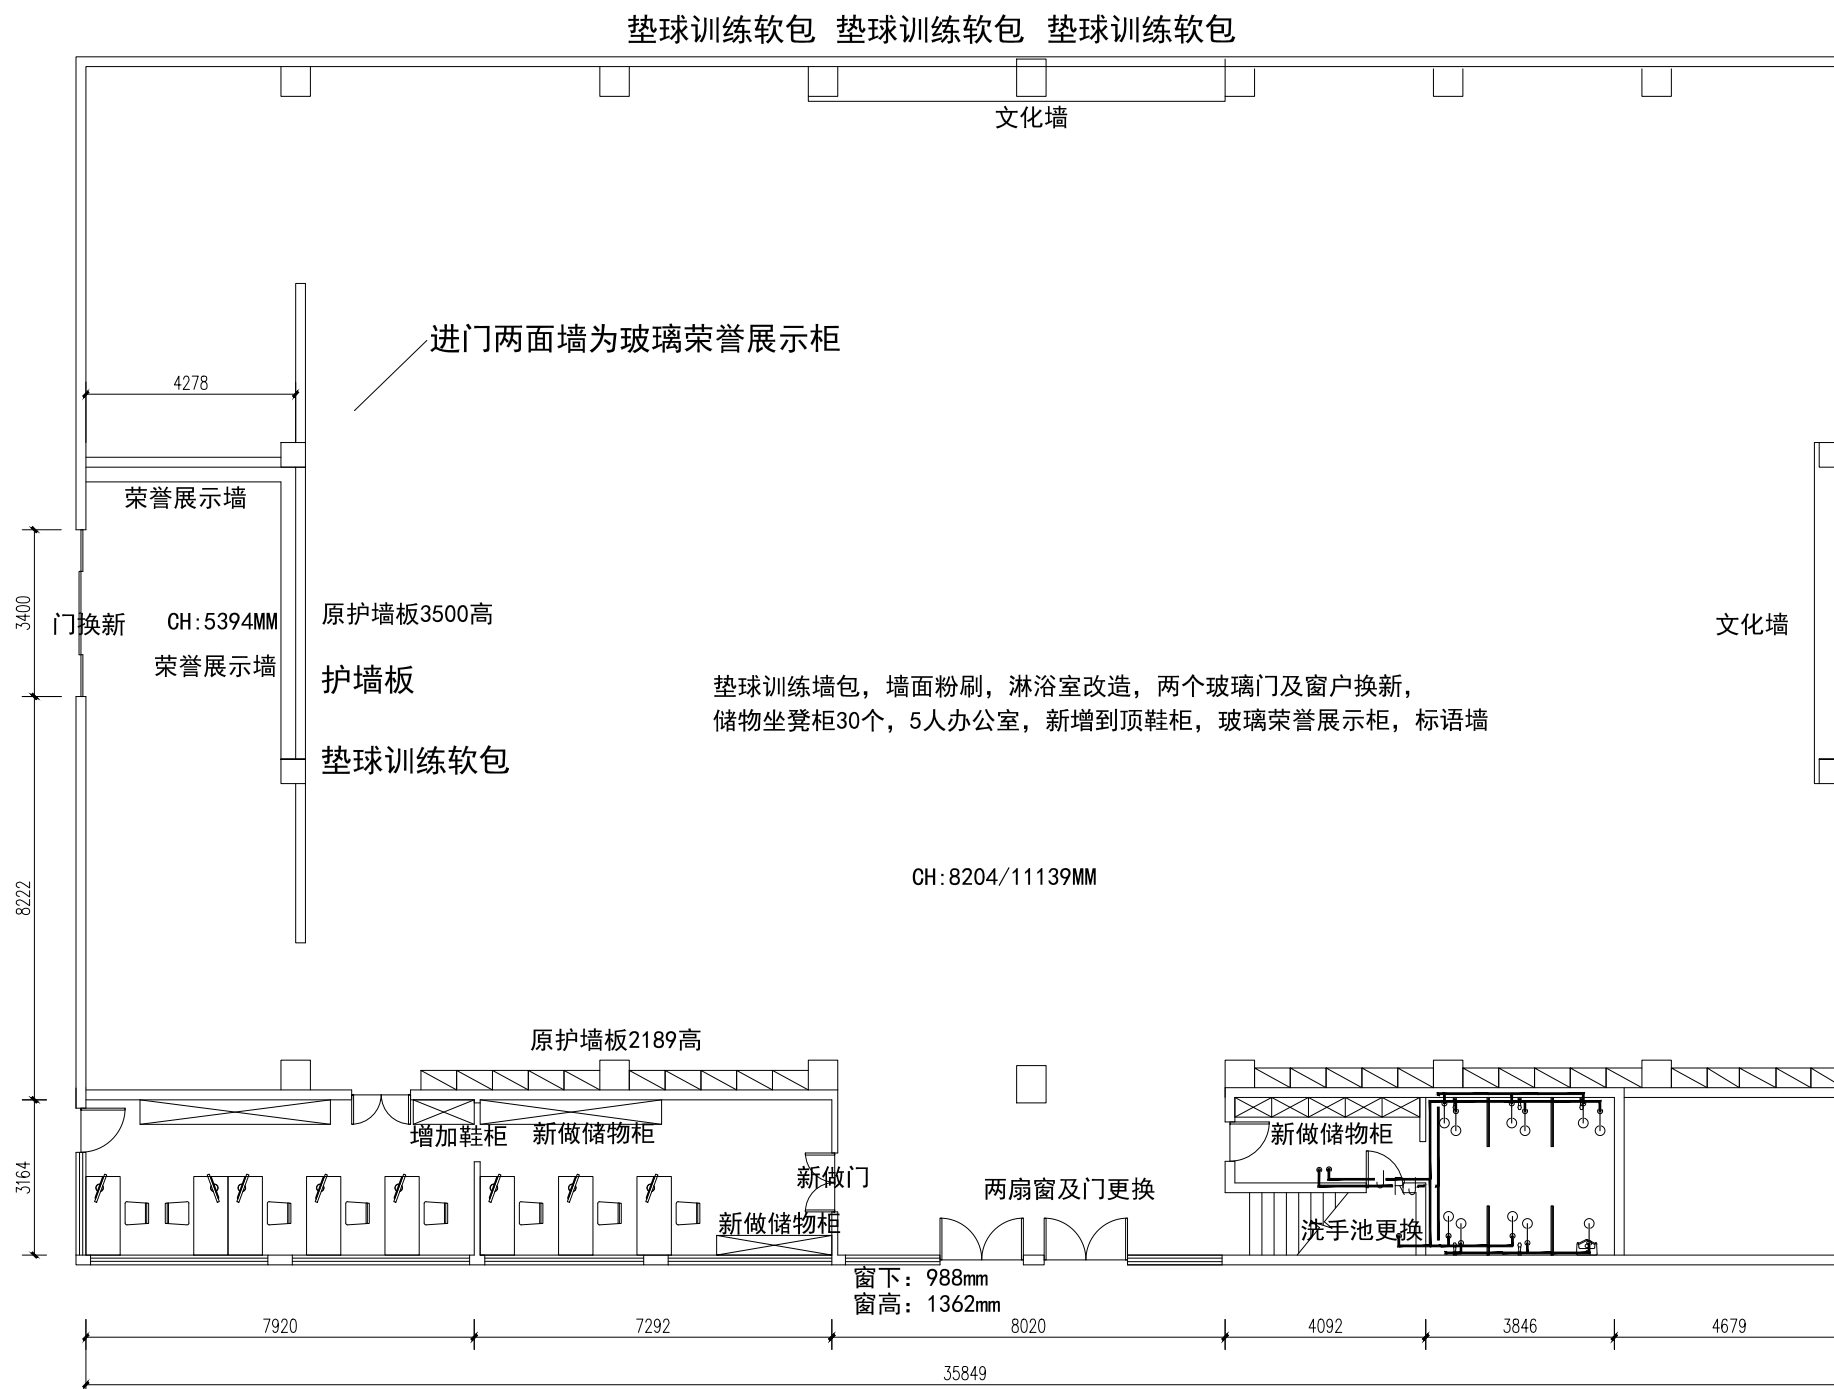 垫球训练软包 垫球训练软包 垫球训练软包
文化墙
进门两面墙为玻璃荣誉展示柜
4278
荣誉展示墙
3400
门换新
CH:5394MM
原护墙板3500高
文化墙
荣誉展示墙
护墙板
垫球训练墙包，墙面粉刷，淋浴室改造，两个玻璃门及窗户换新，
储物坐凳柜30个，5人办公室，新增到顶鞋柜，玻璃荣誉展示柜，标语墙
垫球训练软包
8222
CH:8204/11139MM
原护墙板2189高
增加鞋柜
新做储物柜
新做储物柜
3164
新做门
两扇窗及门更换
新做储物柜
洗手池更换
窗下：988mm
窗高：1362mm
7920
7292
8020
4092
3846
4679
35849